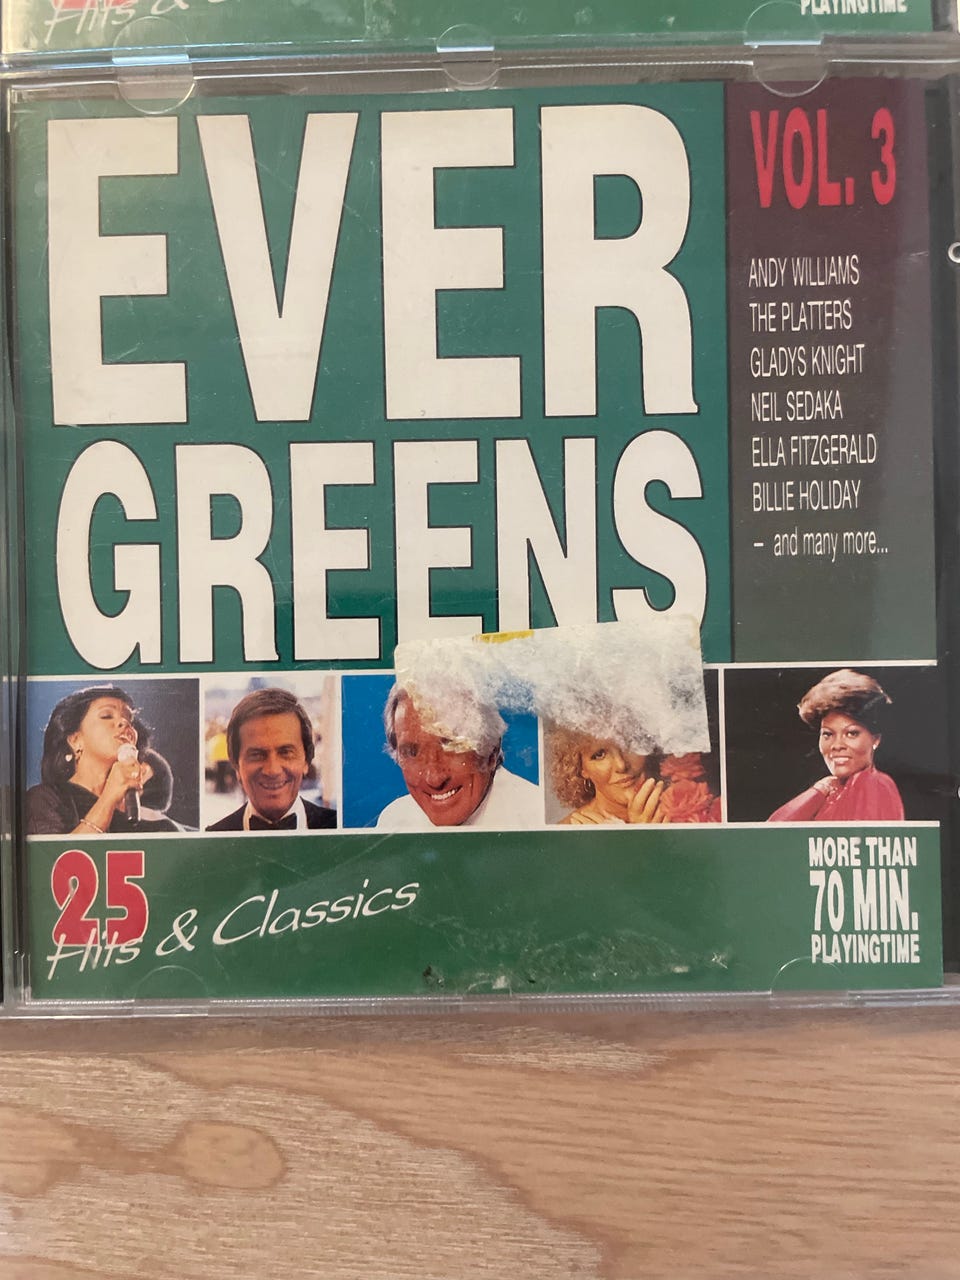 Hits &
PLAYINGTIME
EVER
GREENS
VOL. 3
ANDY WILLIAMS
THE PLATTERS
GLADYS KNIGHT
NEIL SEDAKA
ELLA FITZGERALD
BILLIE HOLIDAY
– and many more...
25
Hits & Classics
MORE THAN
70 MIN.
PLAYINGTIME